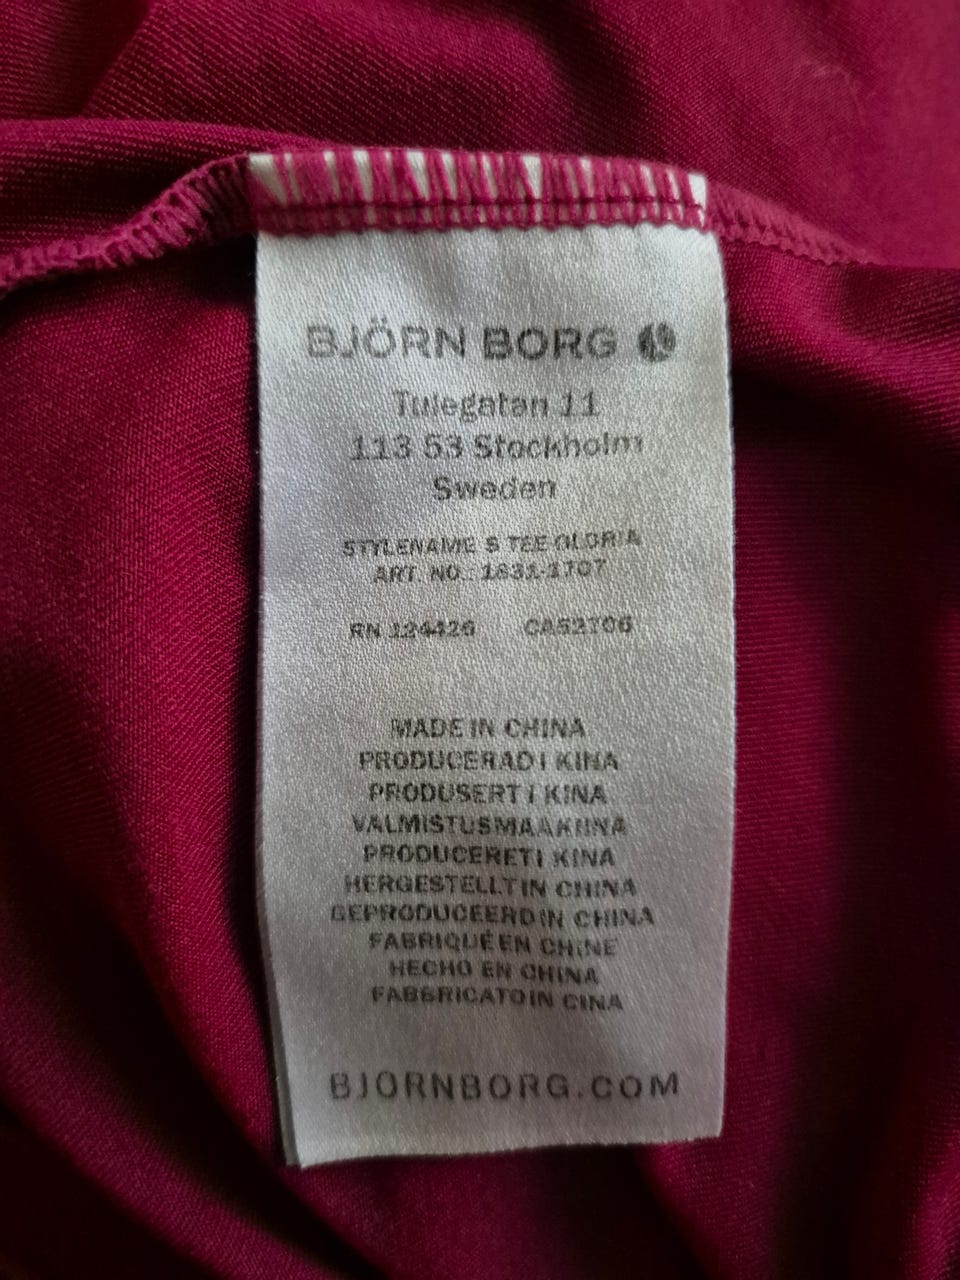 BJÖRN BORG
Tulegatan 11
113 53 Stockholm
Sweden
STYLENAME S TEE GLORIA
ART. NO.: 1831-1707
RN 124426 CA52706
MADE IN CHINA
PRODUCERAD I KINA
PRODUSERT I KINA
VALMISTUSMAA KIINA
PRODUCERET I KINA
HERGESTELLT IN CHINA
GEPRODUCEERD IN CHINA
FABRIQUÉ EN CHINE
HECHO EN CHINA
FABBRICATO IN CINA
BJORNBORG.COM